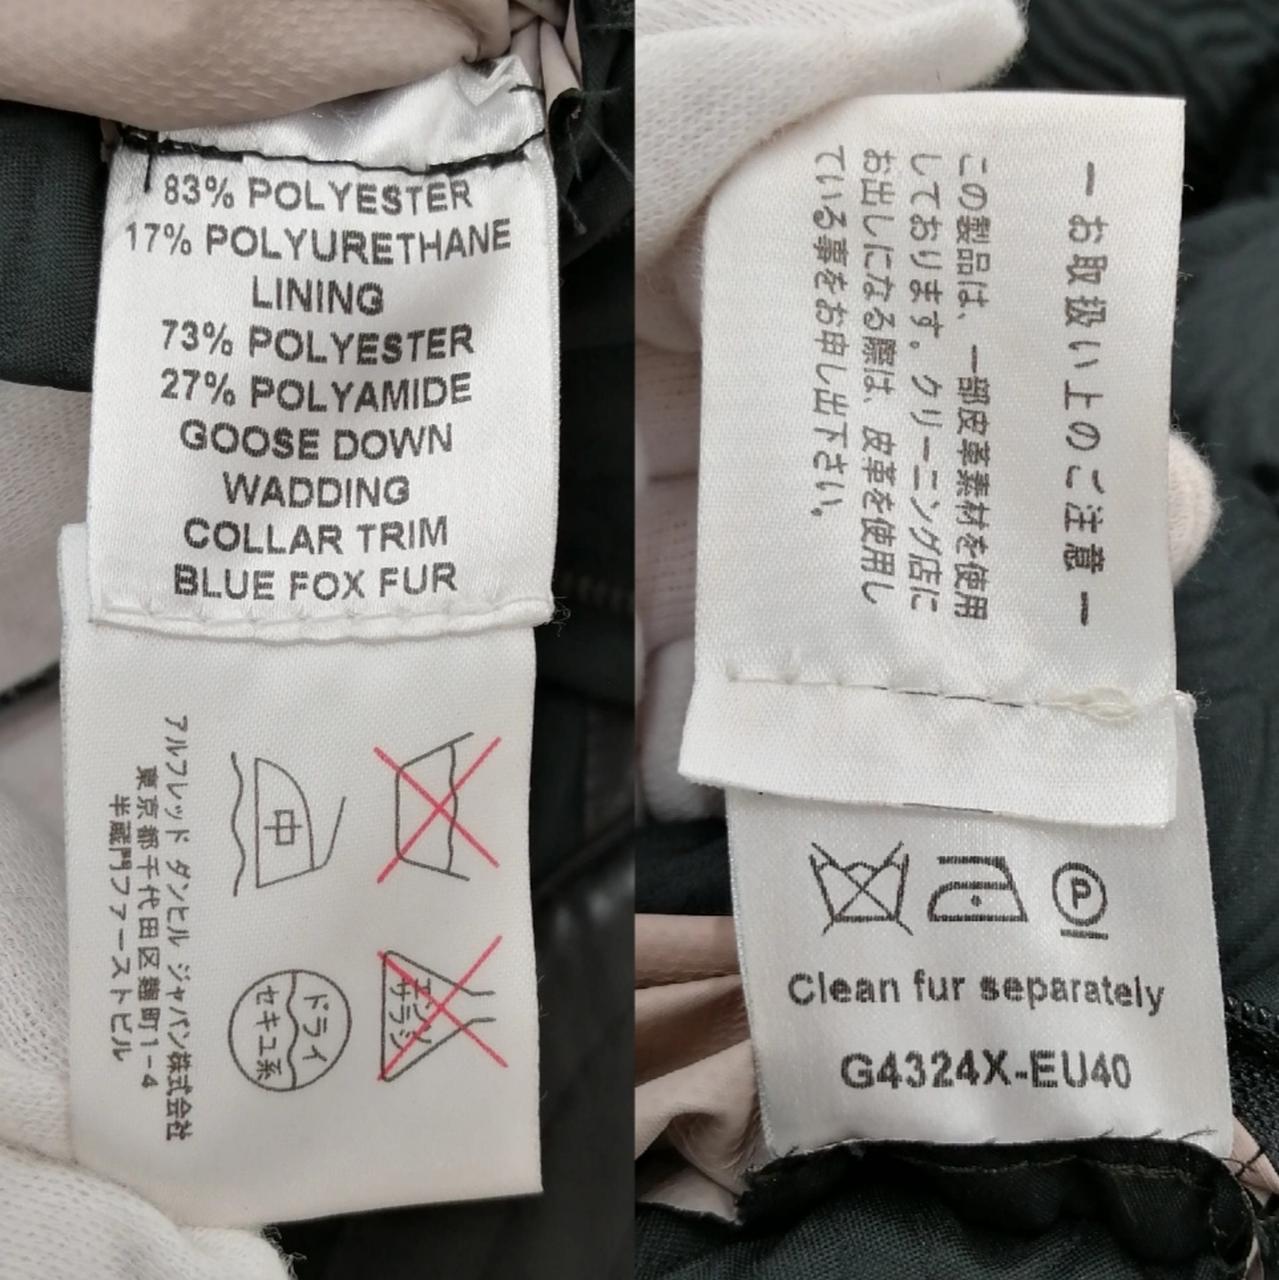 83% POLYESTER
17% POLYURETHANE
LINING
73% POLYESTER
27% POLYAMIDE
GOOSE DOWN
WADDING
COLLAR TRIM
BLUE FOX FUR
エンソ
サラシ
中
ドライ
セキユ系
アルフレッド ダンヒル ジャパン株式会社
東京都千代田区麹町1-4
半蔵門ファーストビル
ーお取扱い上のご注意ー
この製品は、一部皮革素材を使用
しております。クリーニング店に
お出しになる際は、皮革を使用し
ている事をお申し出下さい。
P
Clean fur separately
G4324X-EU40